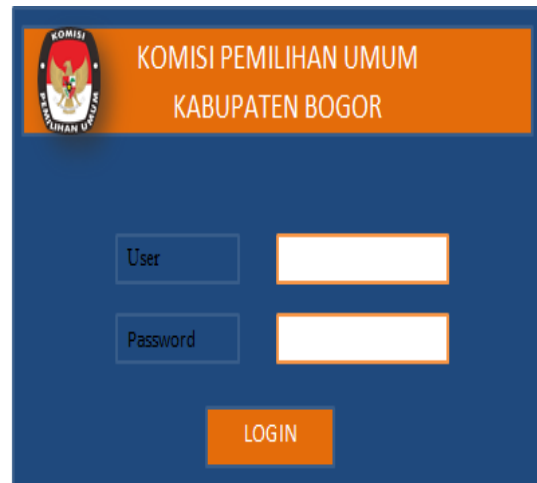 KOMISI
PEMILIHAN UMUM
KOMISI PEMILIHAN UMUM
KABUPATEN BOGOR
User
Password
LOGIN